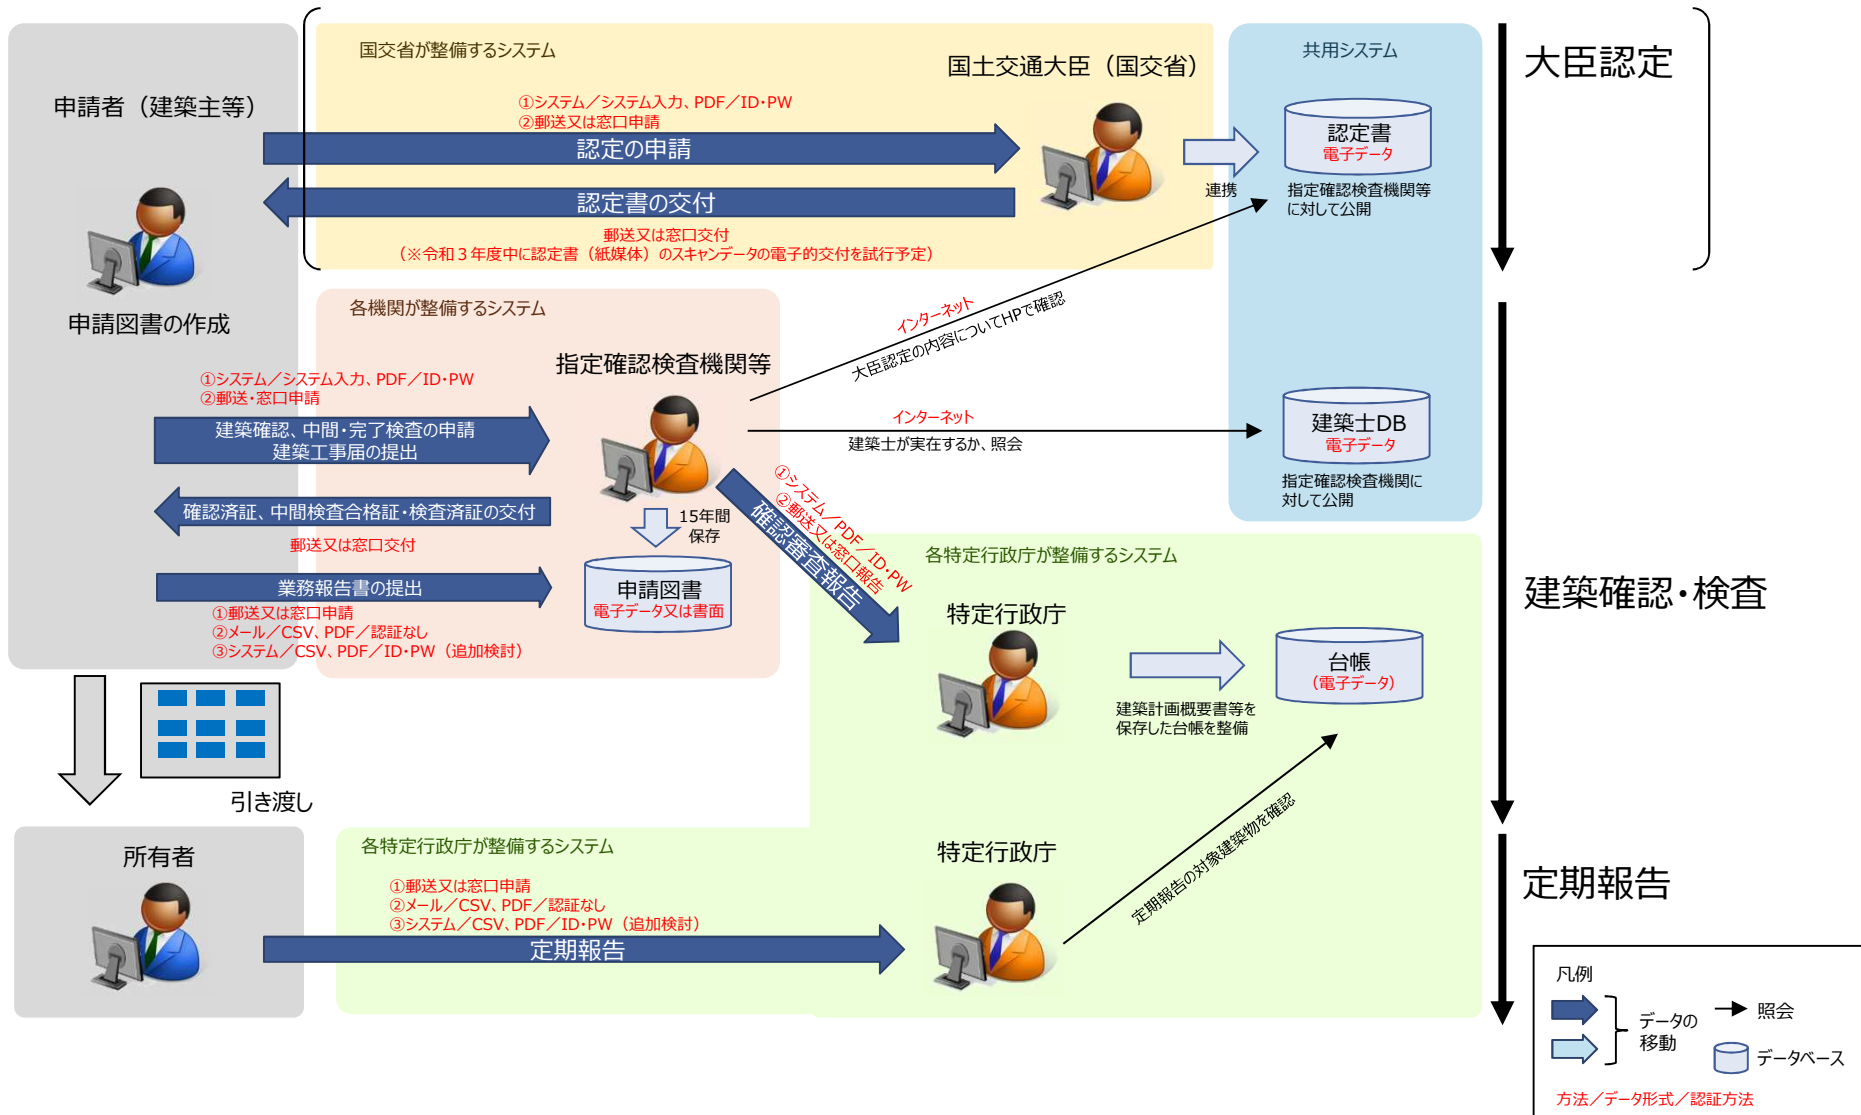 国交省が整備するシステム
共用システム
大臣認定
国土交通大臣（国交省）
申請者（建築主等）
①システム／システム入力、PDF／ID・PW
②郵送又は窓口申請
認定の申請
認定書
電子データ
連携
指定確認検査機関等
に対して公開
認定書の交付
郵送又は窓口交付
（※令和３年度中に認定書（紙媒体）のスキャンデータの電子的交付を試行予定）
申請図書の作成
各機関が整備するシステム
指定確認検査機関等
インターネット
大臣認定の内容についてHPで確認
①システム／システム入力、PDF／ID・PW
②郵送・窓口申請
建築確認、中間・完了検査の申請
建築工事届の提出
インターネット
建築士が実在するか、照会
建築士DB
電子データ
指定確認検査機関に
対して公開
確認済証、中間検査合格証・検査済証の交付
郵送又は窓口交付
15年間
保存
①システム／PDF／ID・PW
②郵送又は窓口報告
確認審査報告
各特定行政庁が整備するシステム
業務報告書の提出
①郵送又は窓口申請
②メール／CSV、PDF／認証なし
③システム／CSV、PDF／ID・PW（追加検討）
申請図書
電子データ又は書面
建築確認・検査
特定行政庁
台帳
（電子データ）
建築計画概要書等を
保存した台帳を整備
引き渡し
定期報告の対象建築物を確認
所有者
各特定行政庁が整備するシステム
特定行政庁
①郵送又は窓口申請
②メール／CSV、PDF／認証なし
③システム／CSV、PDF／ID・PW（追加検討）
定期報告
定期報告
凡例
データの
移動
照会
データベース
方法／データ形式／認証方法